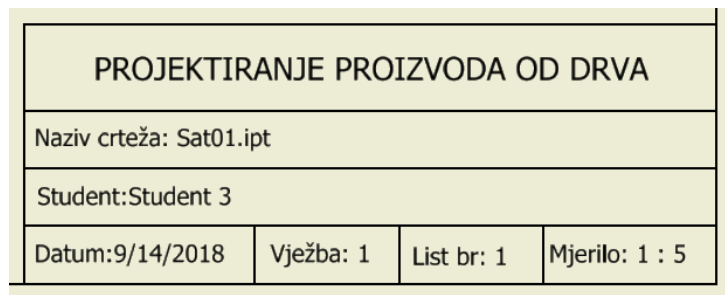 PROJEKTIRANJE PROIZVODA OD DRVA
Naziv crteža: Sat01.ipt
Student:Student 3
Datum:9/14/2018 Vježba: 1 List br: 1 Mjerilo: 1 : 5